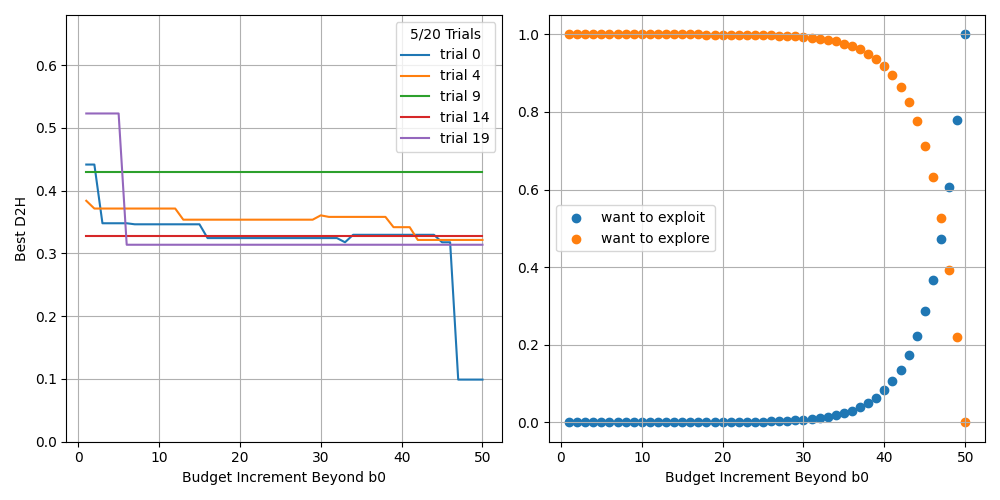 5/20 Trials
trial 0
trial 4
trial 9
trial 14
trial 19
Best D2H
0.6
0.5
0.4
0.3
0.2
0.1
0.0
0 10 20 30 40 50
Budget Increment Beyond b0
want to exploit
want to explore
1.0
0.8
0.6
0.4
0.2
0.0
0 10 20 30 40 50
Budget Increment Beyond b0